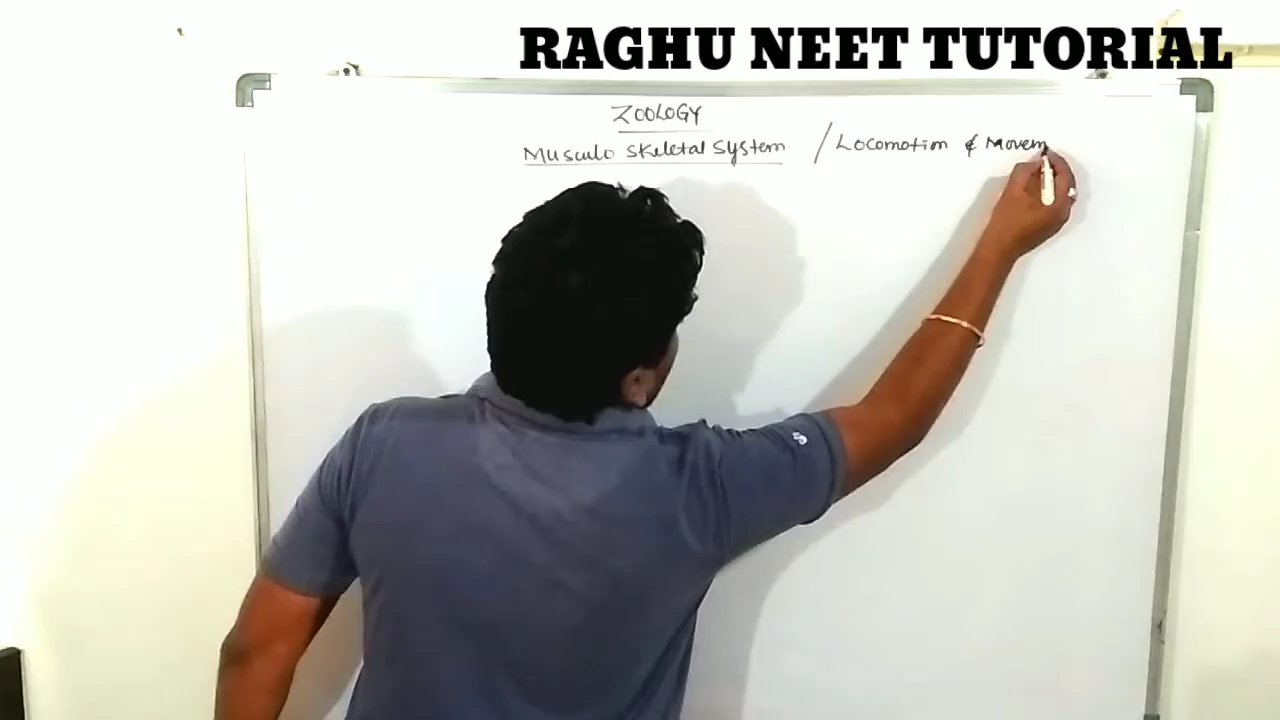 RAGHU NEET TUTORIAL
ZOOLOGY
Musculo Skeletal System / Locomotion & Movem